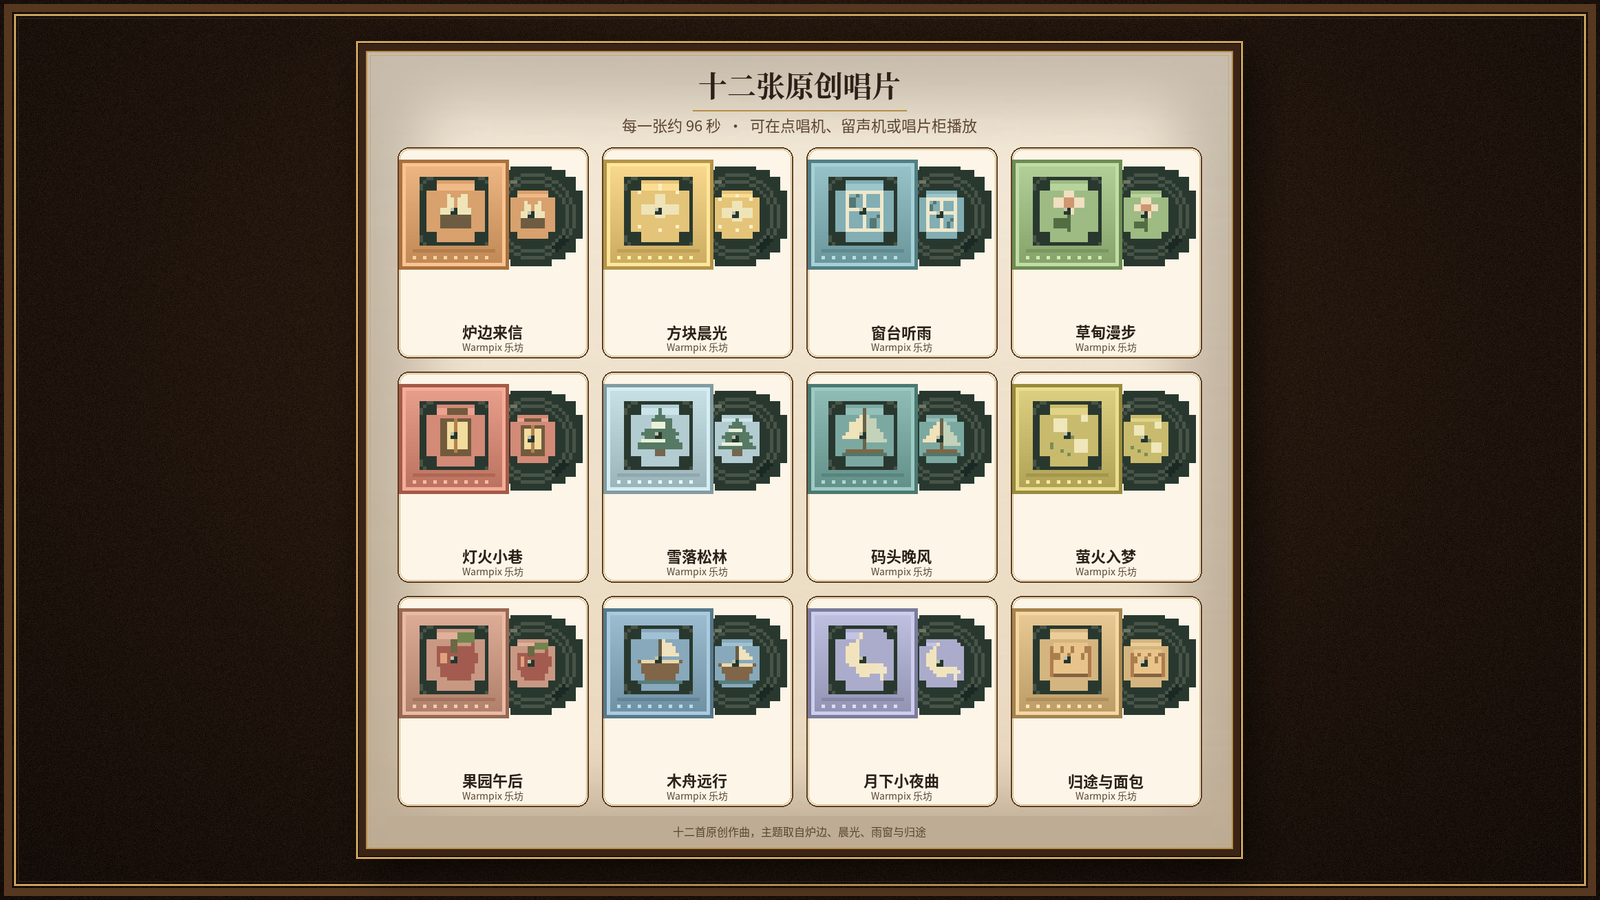 十二张原创唱片
每一张约 96 秒 · 可在点唱机、留声机或唱片柜播放
炉边来信
Warmpix 乐坊
方块晨光
Warmpix 乐坊
窗台听雨
Warmpix 乐坊
草甸漫步
Warmpix 乐坊
灯火小巷
Warmpix 乐坊
雪落松林
Warmpix 乐坊
码头晚风
Warmpix 乐坊
萤火入梦
Warmpix 乐坊
果园午后
Warmpix 乐坊
木舟远行
Warmpix 乐坊
月下小夜曲
Warmpix 乐坊
归途与面包
Warmpix 乐坊
十二首原创作曲，主题取自炉边、晨光、雨窗与归途